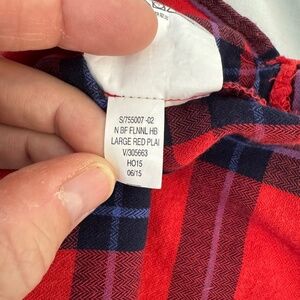 S/755007 -02
N BF FLNNL HB
LARGE RED PLAI
V/305663
HO15
06/15